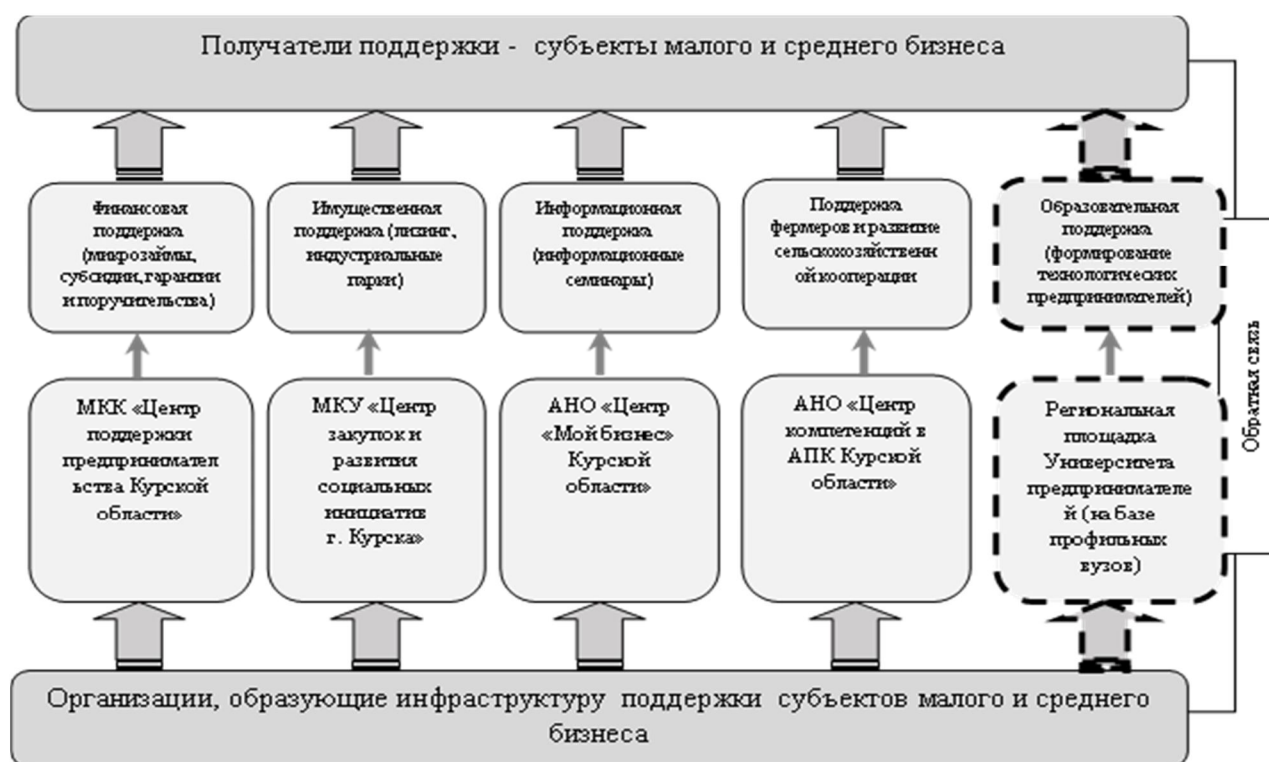 Получатели поддержки - субъекты малого и среднего бизнеса
Финансовая
поддержка
(микрозаймы,
субсидии, гарантии
и поручительства)
Имущественная
поддержка (лизинг,
индустриальные
парки)
Информационная
поддержка
(информационные
семинары)
Поддержка
фермеров и развитие
сельскохозяйственн
ой кооперации
Образовательная
поддержка
(формирование
технологических
предпринимателей)
МКК «Центр
поддержки
предпринимател
ьства Курской
области»
МКУ «Центр
закупок и
развития
социальных
инициатив
г. Курска»
АНО «Центр
«Мой бизнес»
Курской
области»
АНО «Центр
компетенций в
АПК Курской
области»
Региональная
площадка
Университета
предпринимателе
й (на базе
профильных
вузов)
Обратная связь
Организации, образующие инфраструктуру поддержки субъектов малого и среднего
бизнеса